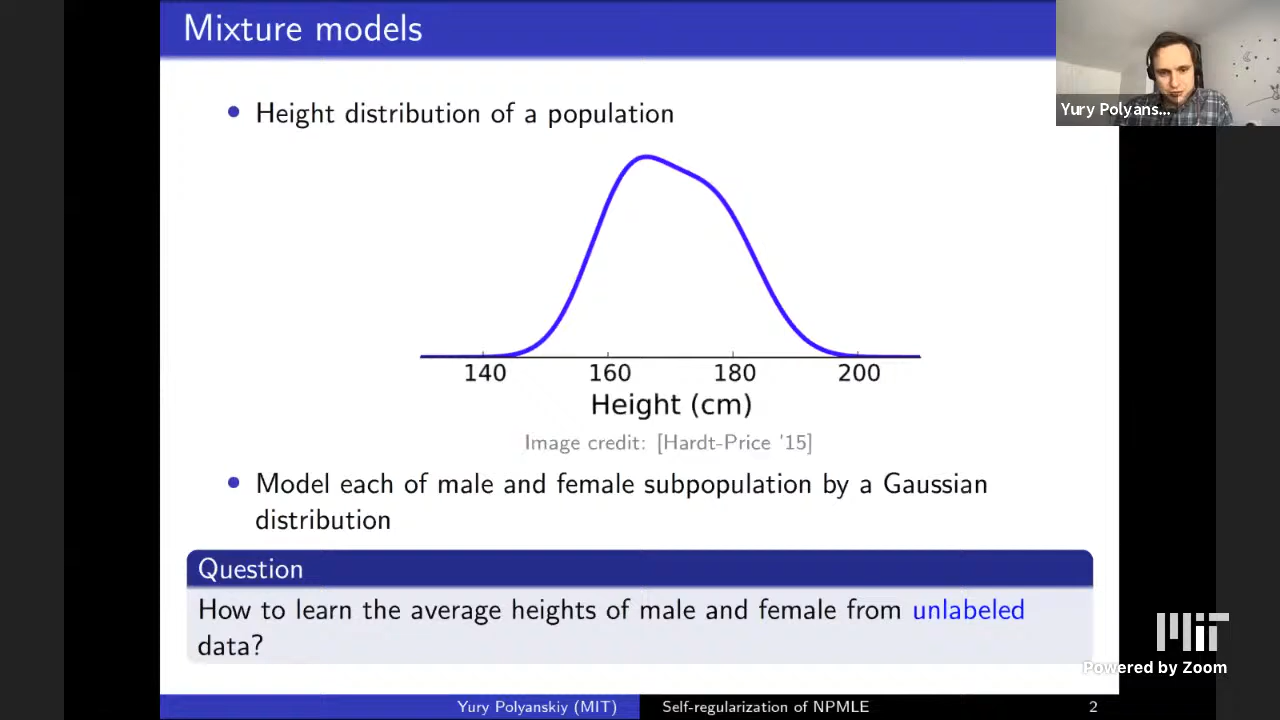 Mixture models
Yury Polyans...
• Height distribution of a population
140 160 180 200
Height (cm)
Image credit: [Hardt-Price '15]
• Model each of male and female subpopulation by a Gaussian
distribution
Question
How to learn the average heights of male and female from unlabeled
data?
MIT
Powered by Zoom
Yury Polyanskiy (MIT) Self-regularization of NPMLE 2